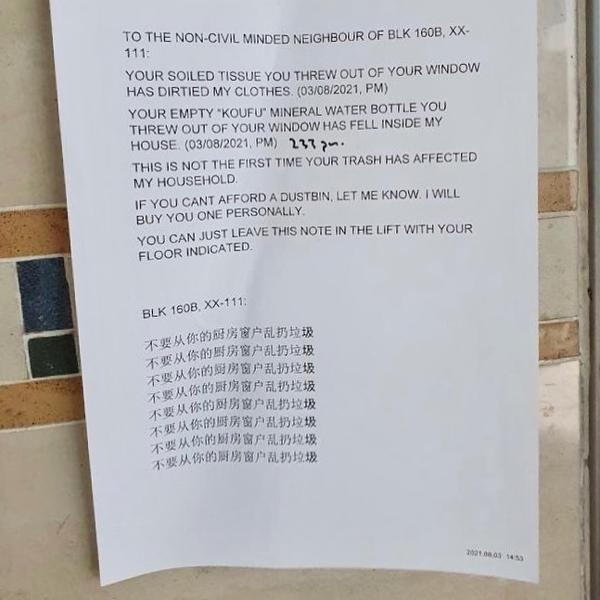 TO THE NON-CIVIL MINDED NEIGHBOUR OF BLK 160B, XX-
111:
YOUR SOILED TISSUE YOU THREW OUT OF YOUR WINDOW
HAS DIRTIED MY CLOTHES. (03/08/2021, PM)
YOUR EMPTY "KOUFU" MINERAL WATER BOTTLE YOU
THREW OUT OF YOUR WINDOW HAS FELL INSIDE MY
HOUSE. (03/08/2021, PM) 233 pm.
THIS IS NOT THE FIRST TIME YOUR TRASH HAS AFFECTED
MY HOUSEHOLD.
IF YOU CANT AFFORD A DUSTBIN, LET ME KNOW. I WILL
BUY YOU ONE PERSONALLY.
YOU CAN JUST LEAVE THIS NOTE IN THE LIFT WITH YOUR
FLOOR INDICATED.
BLK 160B, XX-111:
不要从你的厨房窗户乱扔垃圾
不要从你的厨房窗户乱扔垃圾
不要从你的厨房窗户乱扔垃圾
不要从你的厨房窗户乱扔垃圾
不要从你的厨房窗户乱扔垃圾
不要从你的厨房窗户乱扔垃圾
不要从你的厨房窗户乱扔垃圾
不要从你的厨房窗户乱扔垃圾
2021.08.03 14:53